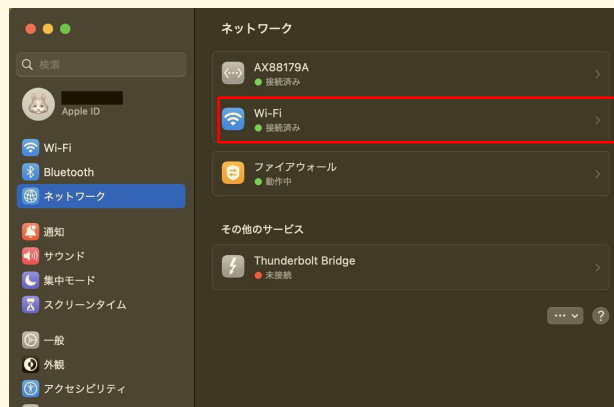 検索
Apple ID
Wi-Fi
Bluetooth
ネットワーク
通知
サウンド
集中モード
スクリーンタイム
一般
外観
アクセシビリティ
ネットワーク
AX88179A
接続済み
Wi-Fi
接続済み
ファイアウォール
動作中
その他のサービス
Thunderbolt Bridge
未接続
?